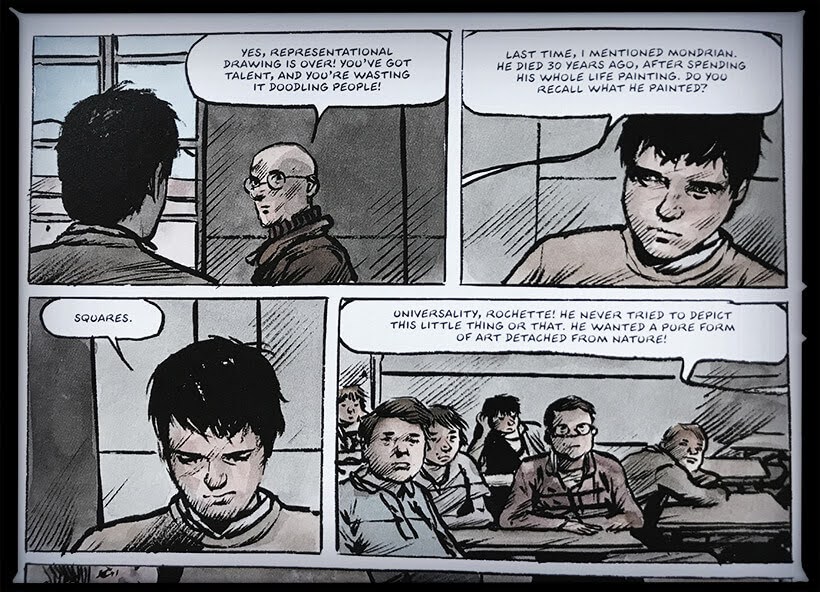 YES, REPRESENTATIONAL
DRAWING IS OVER! YOU'VE GOT
TALENT, AND YOU'RE WASTING
IT DOODLING PEOPLE!
LAST TIME, I MENTIONED MONDRIAN.
HE DIED 30 YEARS AGO, AFTER SPENDING
HIS WHOLE LIFE PAINTING. DO YOU
RECALL WHAT HE PAINTED?
SQUARES.
UNIVERSALITY, ROCHETTE! HE NEVER TRIED TO DEPICT
THIS LITTLE THING OR THAT. HE WANTED A PURE FORM
OF ART DETACHED FROM NATURE!